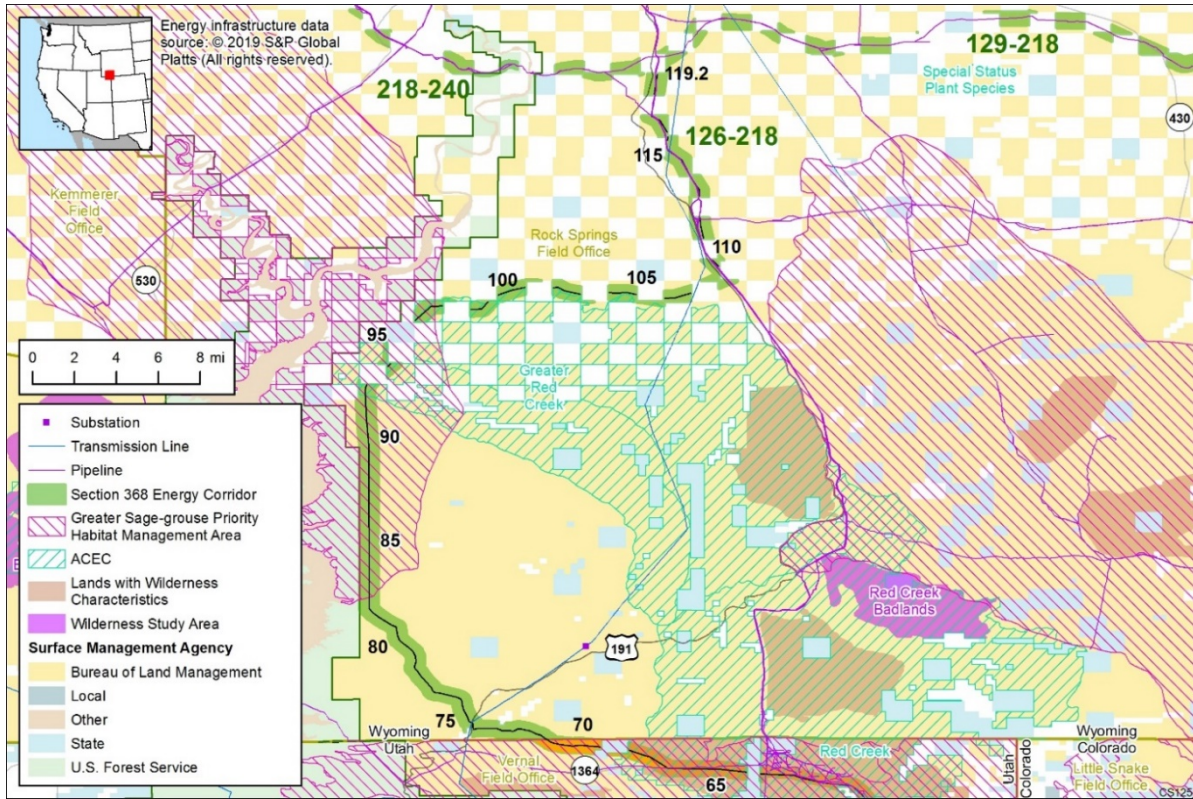 Energy infrastructure data
source: © 2019 S&P Global
Platts (All rights reserved).
218-240
129-218
119.2
Special Status
Plant Species
430
126-218
115
Kemmerer
Field
Office
Rock Springs
Field Office
110
530
100
105
95
0 2 4 8 mi
Greater
Red
Creek
90
Substation
Transmission Line
Pipeline
Section 368 Energy Corridor
Greater Sage-grouse Priority
Habitat Management Area
ACEC
Lands with Wilderness
Characteristics
Wilderness Study Area
Surface Management Agency
Bureau of Land Management
Local
Other
State
U.S. Forest Service
85
Red Creek
Badlands
80
191
75
70
Wyoming
Utah
Wyoming
Colorado
Vernal
Field Office
1364
65
Red Creek
Utah
Colorado
Little Snake
Field Office
CS125